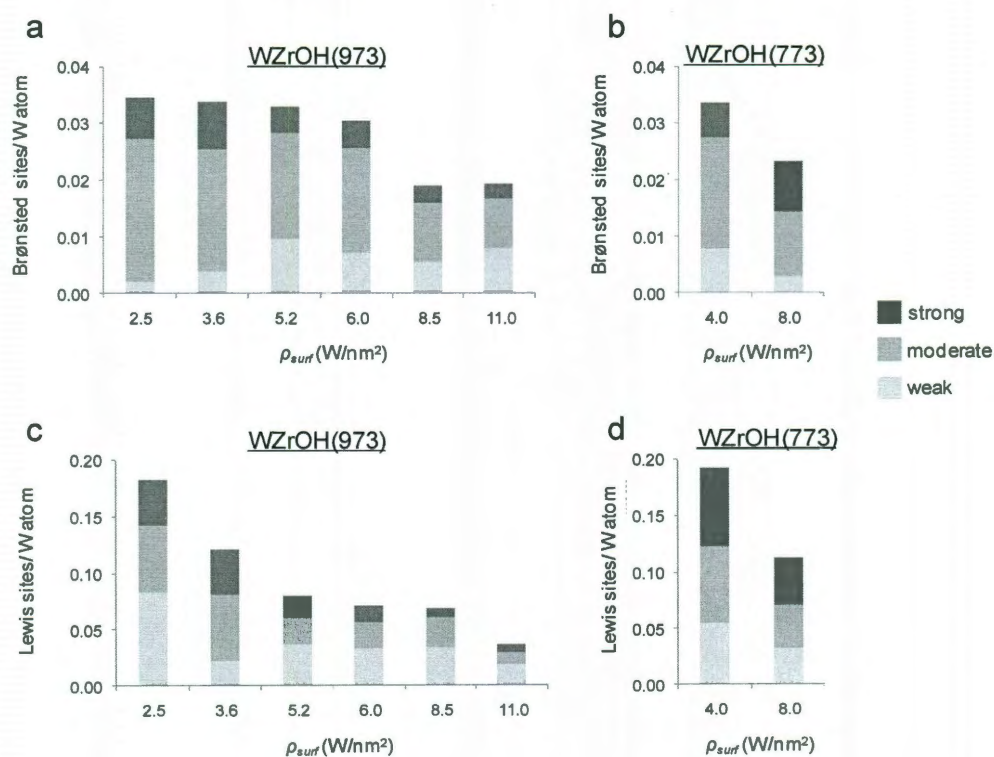 a
WZrOH(973)
Brønsted sites/Watom
0.04
0.03
0.02
0.01
0.00
2.5 3.6 5.2 6.0 8.5 11.0
ρsurf (W/nm²)
b
WZrOH(773)
Brønsted sites/Watom
0.04
0.03
0.02
0.01
0.00
4.0 8.0
ρsurf (W/nm²)
strong
moderate
weak
c
WZrOH(973)
Lewis sites/Watom
0.20
0.15
0.10
0.05
0.00
2.5 3.6 5.2 6.0 8.5 11.0
ρsurf (W/nm²)
d
WZrOH(773)
Lewis sites/Watom
0.20
0.15
0.10
0.05
0.00
4.0 8.0
ρsurf (W/nm²)